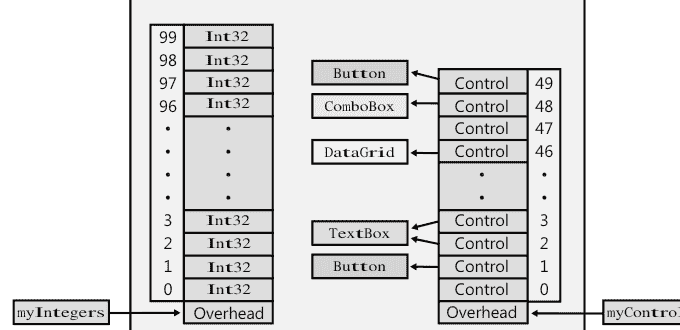 99 Int32
98 Int32
97 Int32
96 Int32
3 Int32
2 Int32
1 Int32
0 Int32
myIntegers
Overhead
Button
ComboBox
DataGrid
TextBox
Button
Control 49
Control 48
Control 47
Control 46
Control 3
Control 2
Control 1
Control 0
Overhead
myControl